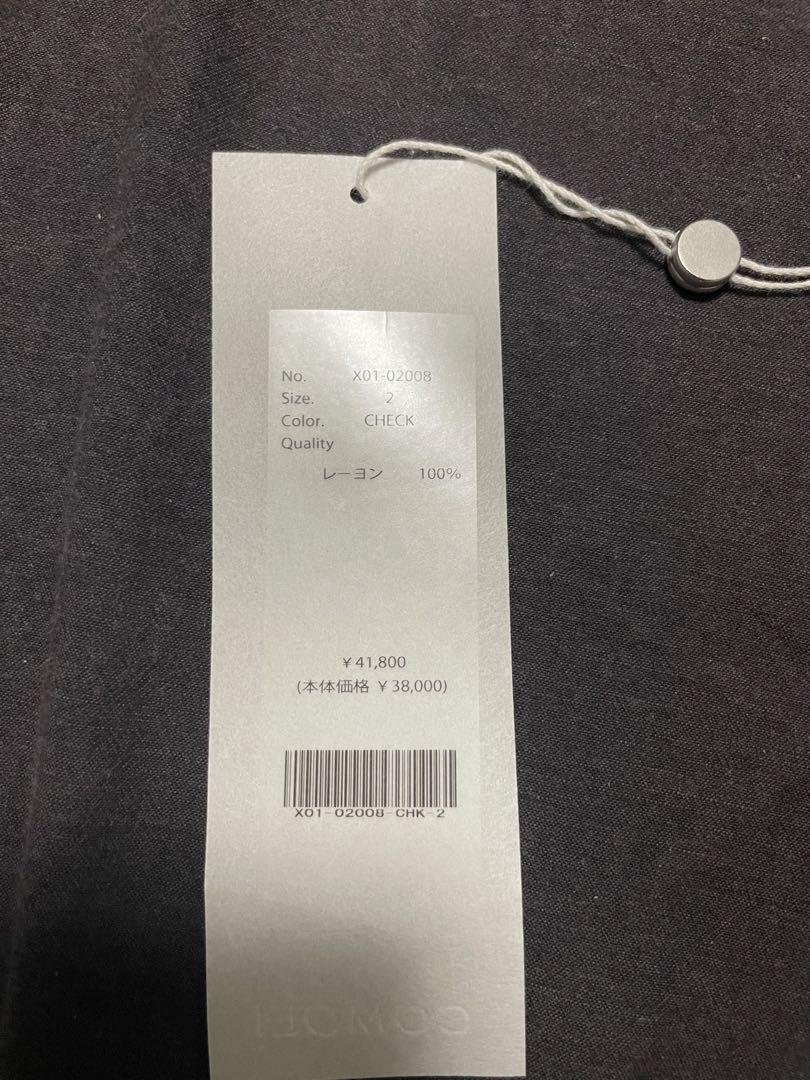 No. X01-02008
Size. 2
Color. CHECK
Quality
レーヨン 100%
¥41,800
(本体価格 ¥38,000)
X01-02008-CHK-2
COMOLI